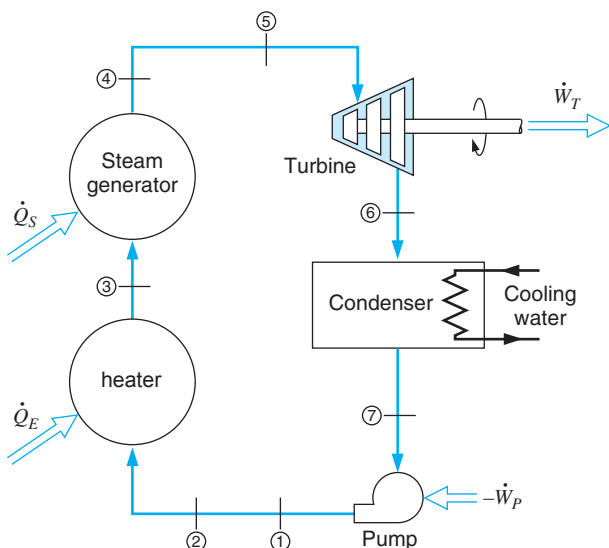 ⑤
④
Ẇ_T
Steam
generator
Turbine
⑥
Q̇_S
③
Condenser
Cooling
water
heater
Q̇_E
⑦
−Ẇ_P
②
①
Pump